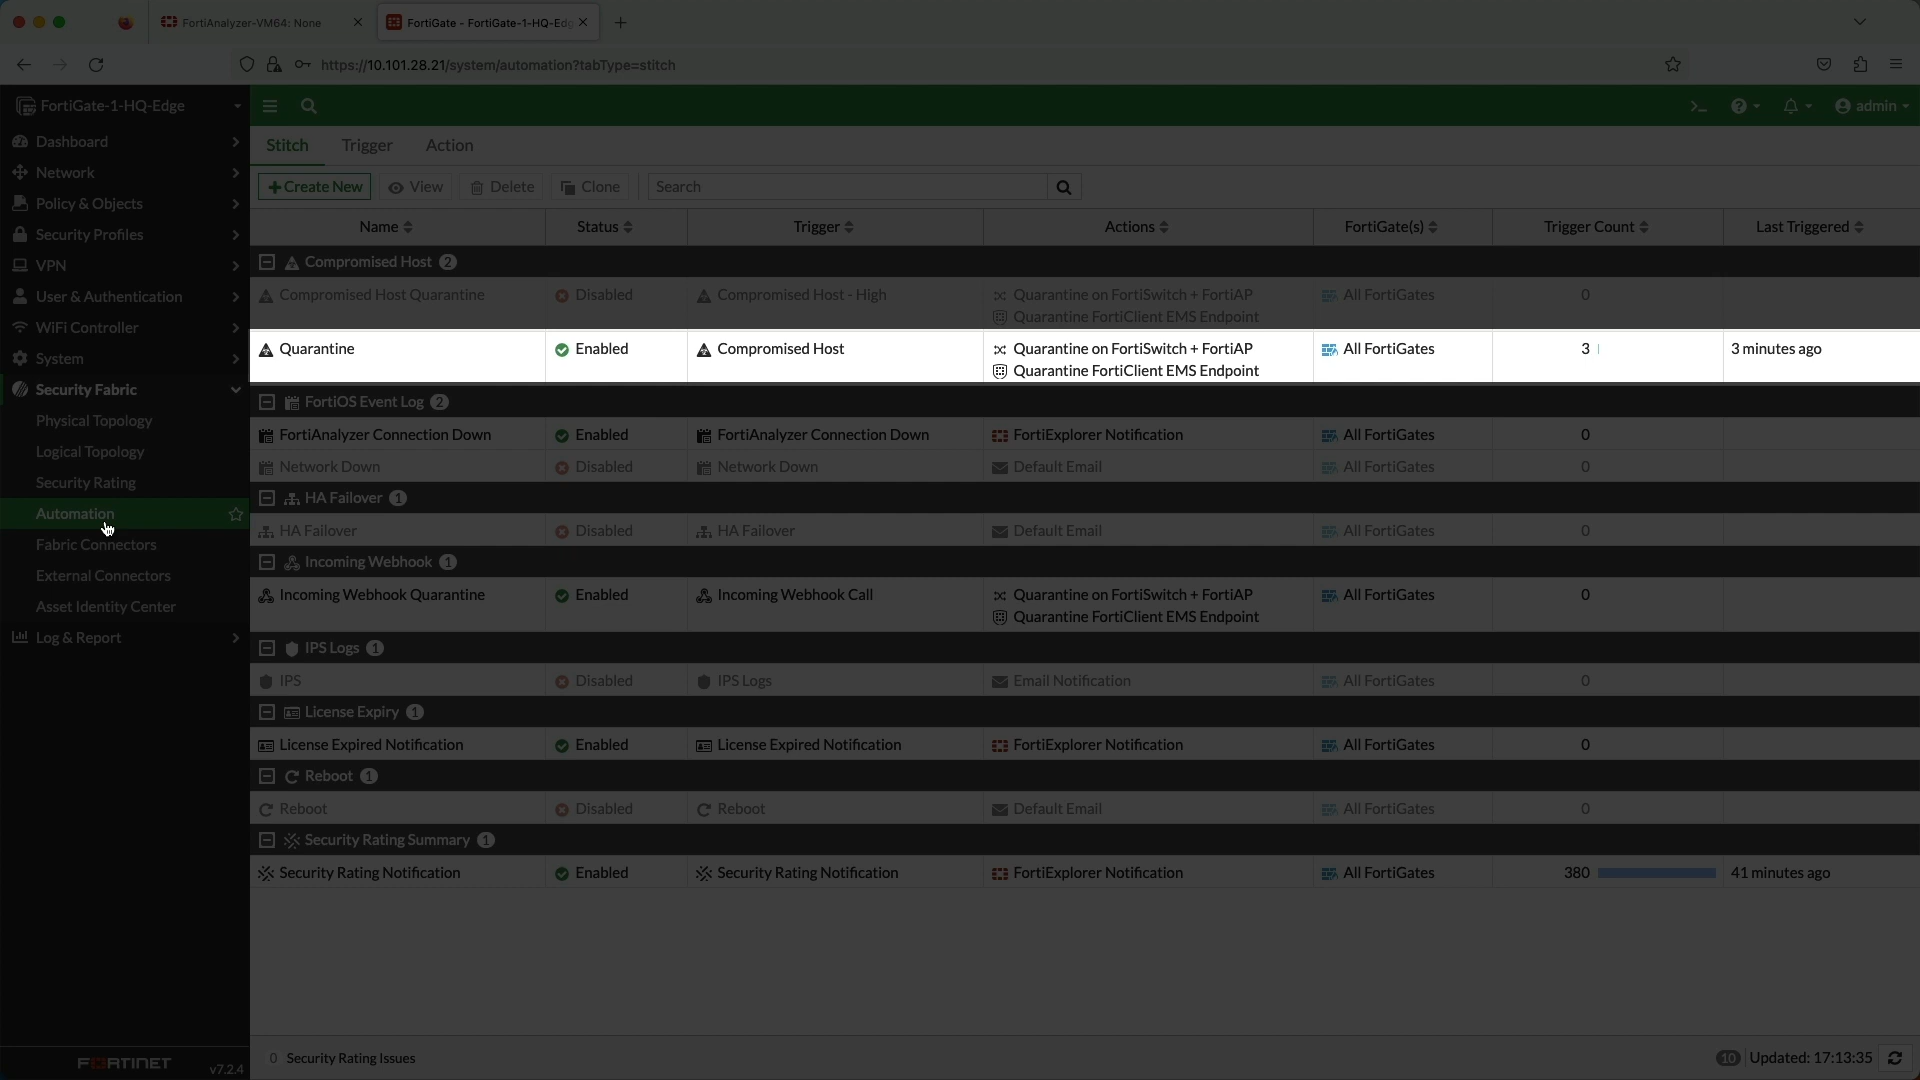 FortiAnalyzer-VM64: None
FortiGate - FortiGate-1-HQ-Edg
https://10.101.28.21/system/automation?tabType=stitch
FortiGate-1-HQ-Edge
admin
Dashboard
Network
Policy & Objects
Security Profiles
VPN
User & Authentication
WiFi Controller
System
Security Fabric
Physical Topology
Logical Topology
Security Rating
Automation
Fabric Connectors
External Connectors
Asset Identity Center
Log & Report
FORTINET
v7.2.4
Stitch Trigger Action
Create New View Delete Clone Search
Name Status Trigger Actions FortiGate(s) Trigger Count Last Triggered
Compromised Host 2
Compromised Host Quarantine Disabled Compromised Host - High Quarantine on FortiSwitch + FortiAP All FortiGates 0
Quarantine FortiClient EMS Endpoint
Quarantine Enabled Compromised Host Quarantine on FortiSwitch + FortiAP All FortiGates 3 3 minutes ago
Quarantine FortiClient EMS Endpoint
FortiOS Event Log 2
FortiAnalyzer Connection Down Enabled FortiAnalyzer Connection Down FortiExplorer Notification All FortiGates 0
Network Down Disabled Network Down Default Email All FortiGates 0
HA Failover 1
HA Failover Disabled HA Failover Default Email All FortiGates 0
Incoming Webhook 1
Incoming Webhook Quarantine Enabled Incoming Webhook Call Quarantine on FortiSwitch + FortiAP All FortiGates 0
Quarantine FortiClient EMS Endpoint
IPS Logs 1
IPS Disabled IPS Logs Email Notification All FortiGates 0
License Expiry 1
License Expired Notification Enabled License Expired Notification FortiExplorer Notification All FortiGates 0
Reboot 1
Reboot Disabled Reboot Default Email All FortiGates 0
Security Rating Summary 1
Security Rating Notification Enabled Security Rating Notification FortiExplorer Notification All FortiGates 380 41 minutes ago
0 Security Rating Issues
10 Updated: 17:13:35